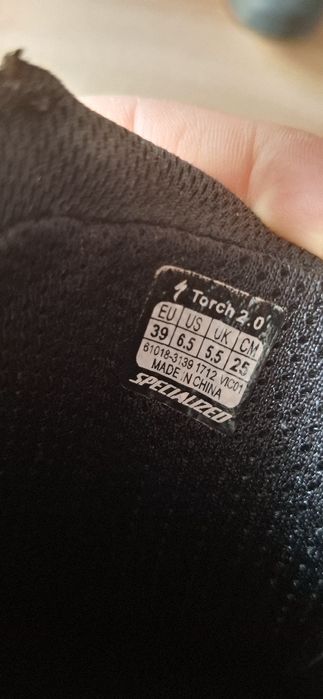 Torch 2.0
EU US UK CM
39 6.5 5.5 25
61018-3139 1712 VIC01
MADE IN CHINA
SPECIALIZED